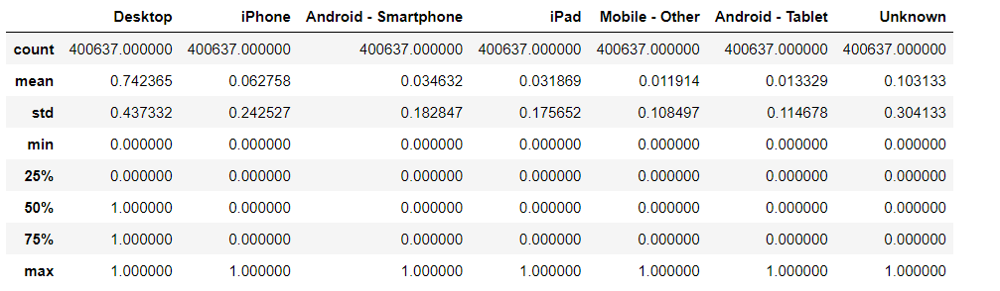 Desktop iPhone Android - Smartphone iPad Mobile - Other Android - Tablet Unknown
count 400637.000000 400637.000000 400637.000000 400637.000000 400637.000000 400637.000000 400637.000000
mean 0.742365 0.062758 0.034632 0.031869 0.011914 0.013329 0.103133
std 0.437332 0.242527 0.182847 0.175652 0.108497 0.114678 0.304133
min 0.000000 0.000000 0.000000 0.000000 0.000000 0.000000 0.000000
25% 0.000000 0.000000 0.000000 0.000000 0.000000 0.000000 0.000000
50% 1.000000 0.000000 0.000000 0.000000 0.000000 0.000000 0.000000
75% 1.000000 0.000000 0.000000 0.000000 0.000000 0.000000 0.000000
max 1.000000 1.000000 1.000000 1.000000 1.000000 1.000000 1.000000